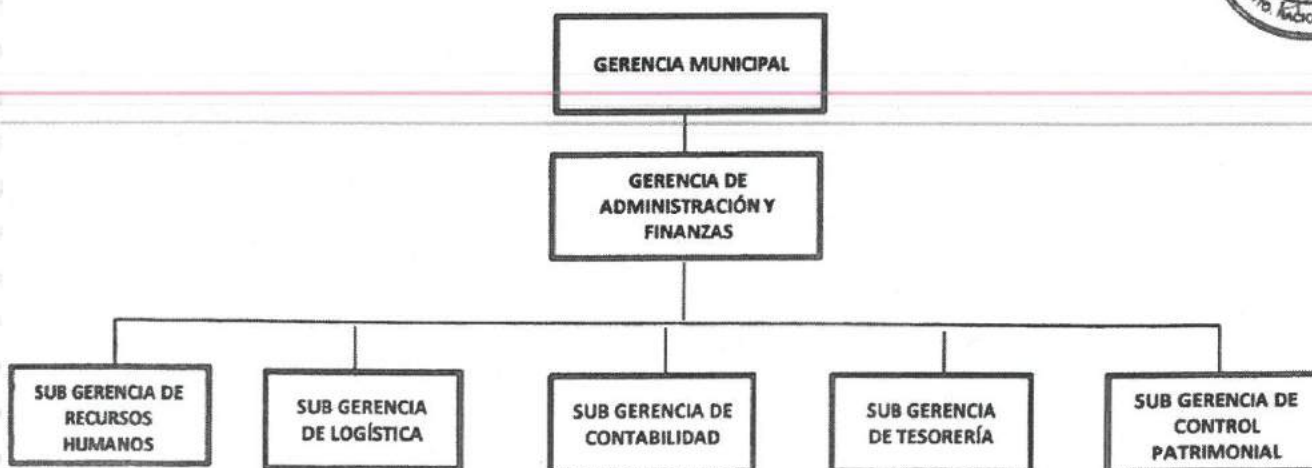 GERENCIA MUNICIPAL
GERENCIA DE
ADMINISTRACIÓN Y
FINANZAS
SUB GERENCIA DE
RECURSOS
HUMANOS
SUB GERENCIA
DE LOGÍSTICA
SUB GERENCIA DE
CONTABILIDAD
SUB GERENCIA
DE TESORERÍA
SUB GERENCIA DE
CONTROL
PATRIMONIAL